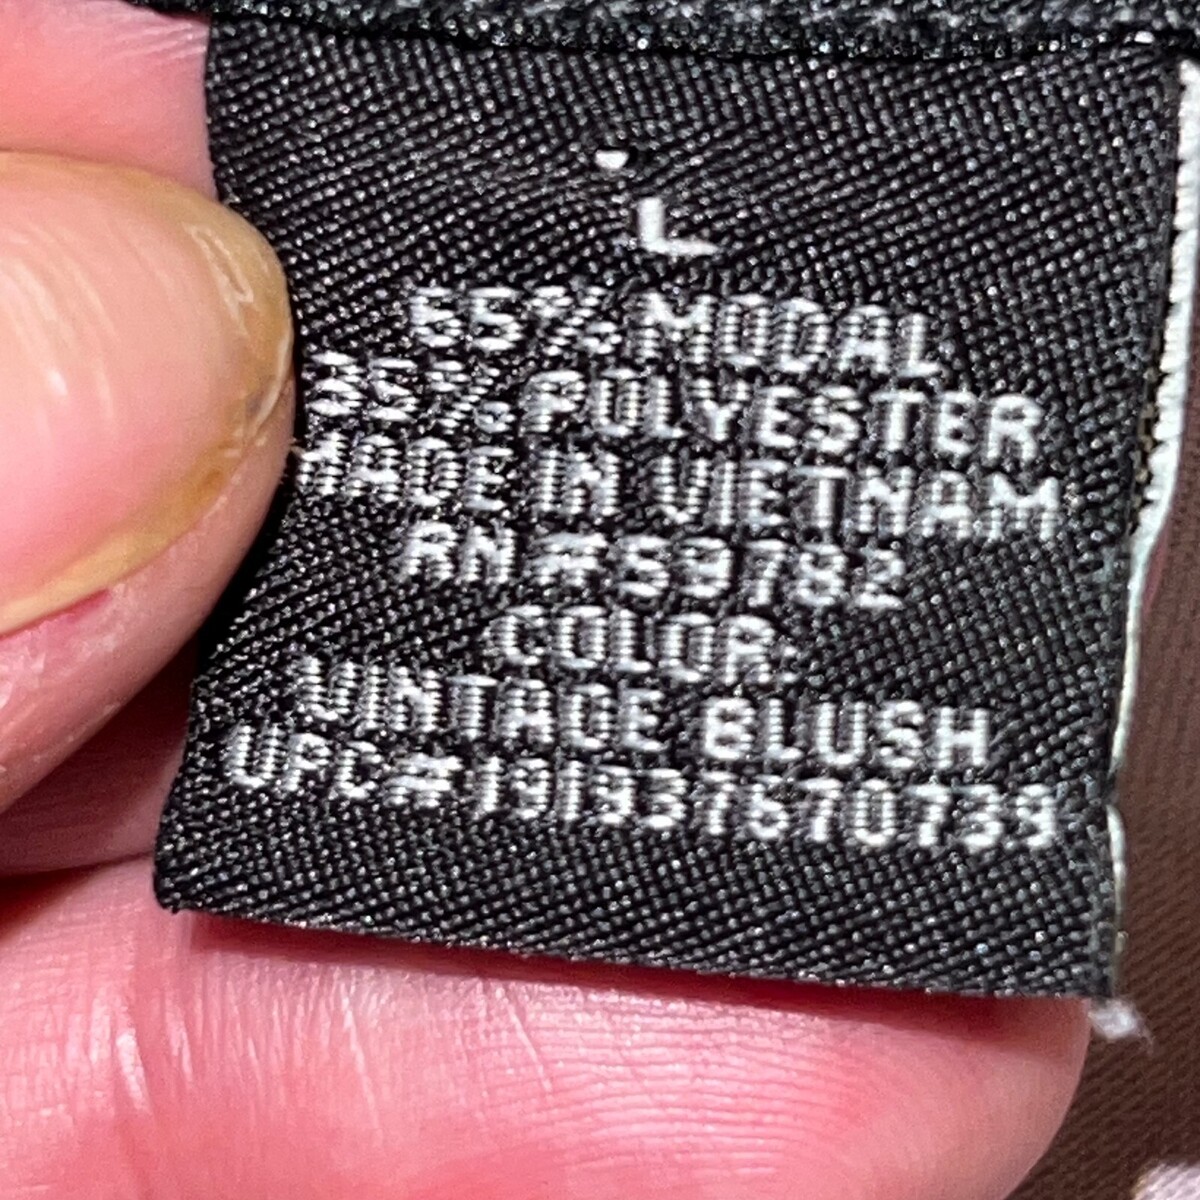 L
65% MODAL
35% POLYESTER
MADE IN VIETNAM
RN#59782
COLOR:
VINTAGE BLUSH
UPC#191937670739